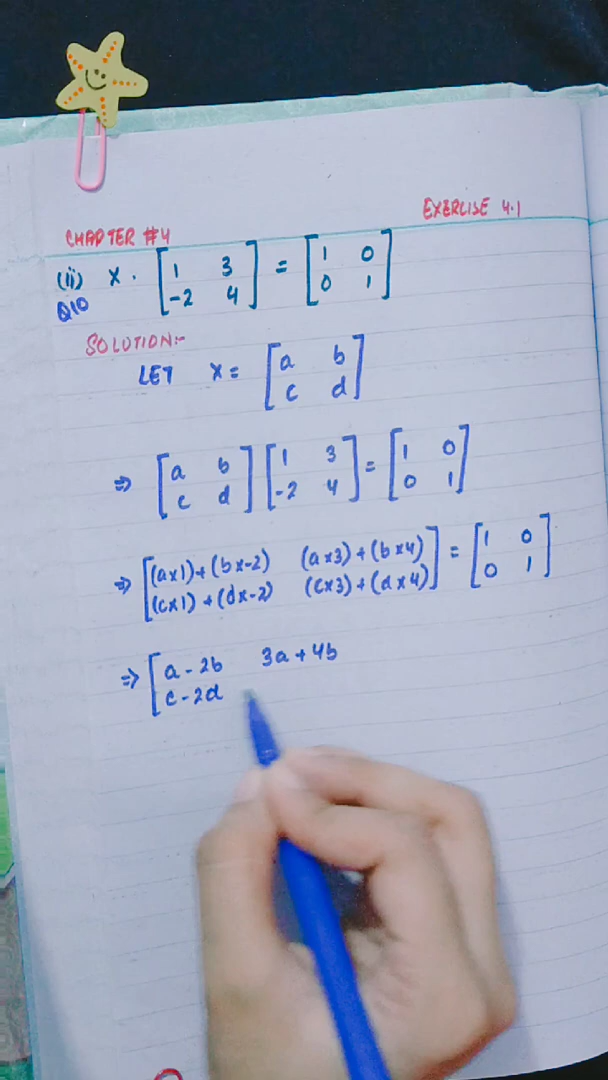 EXERCISE 4.1
CHAPTER #4
(ii) X . [1 3 -2 4] = [1 0 0 1]
Q10
SOLUTION:-
LET X = [a b c d]
⇒ [a b c d] [1 3 -2 4] = [1 0 0 1]
⇒ [(a×1)+(b×-2) (a×3)+(b×4)
(c×1)+(d×-2) (c×3)+(d×4)] = [1 0 0 1]
⇒ [a - 2b 3a + 4b
c - 2d